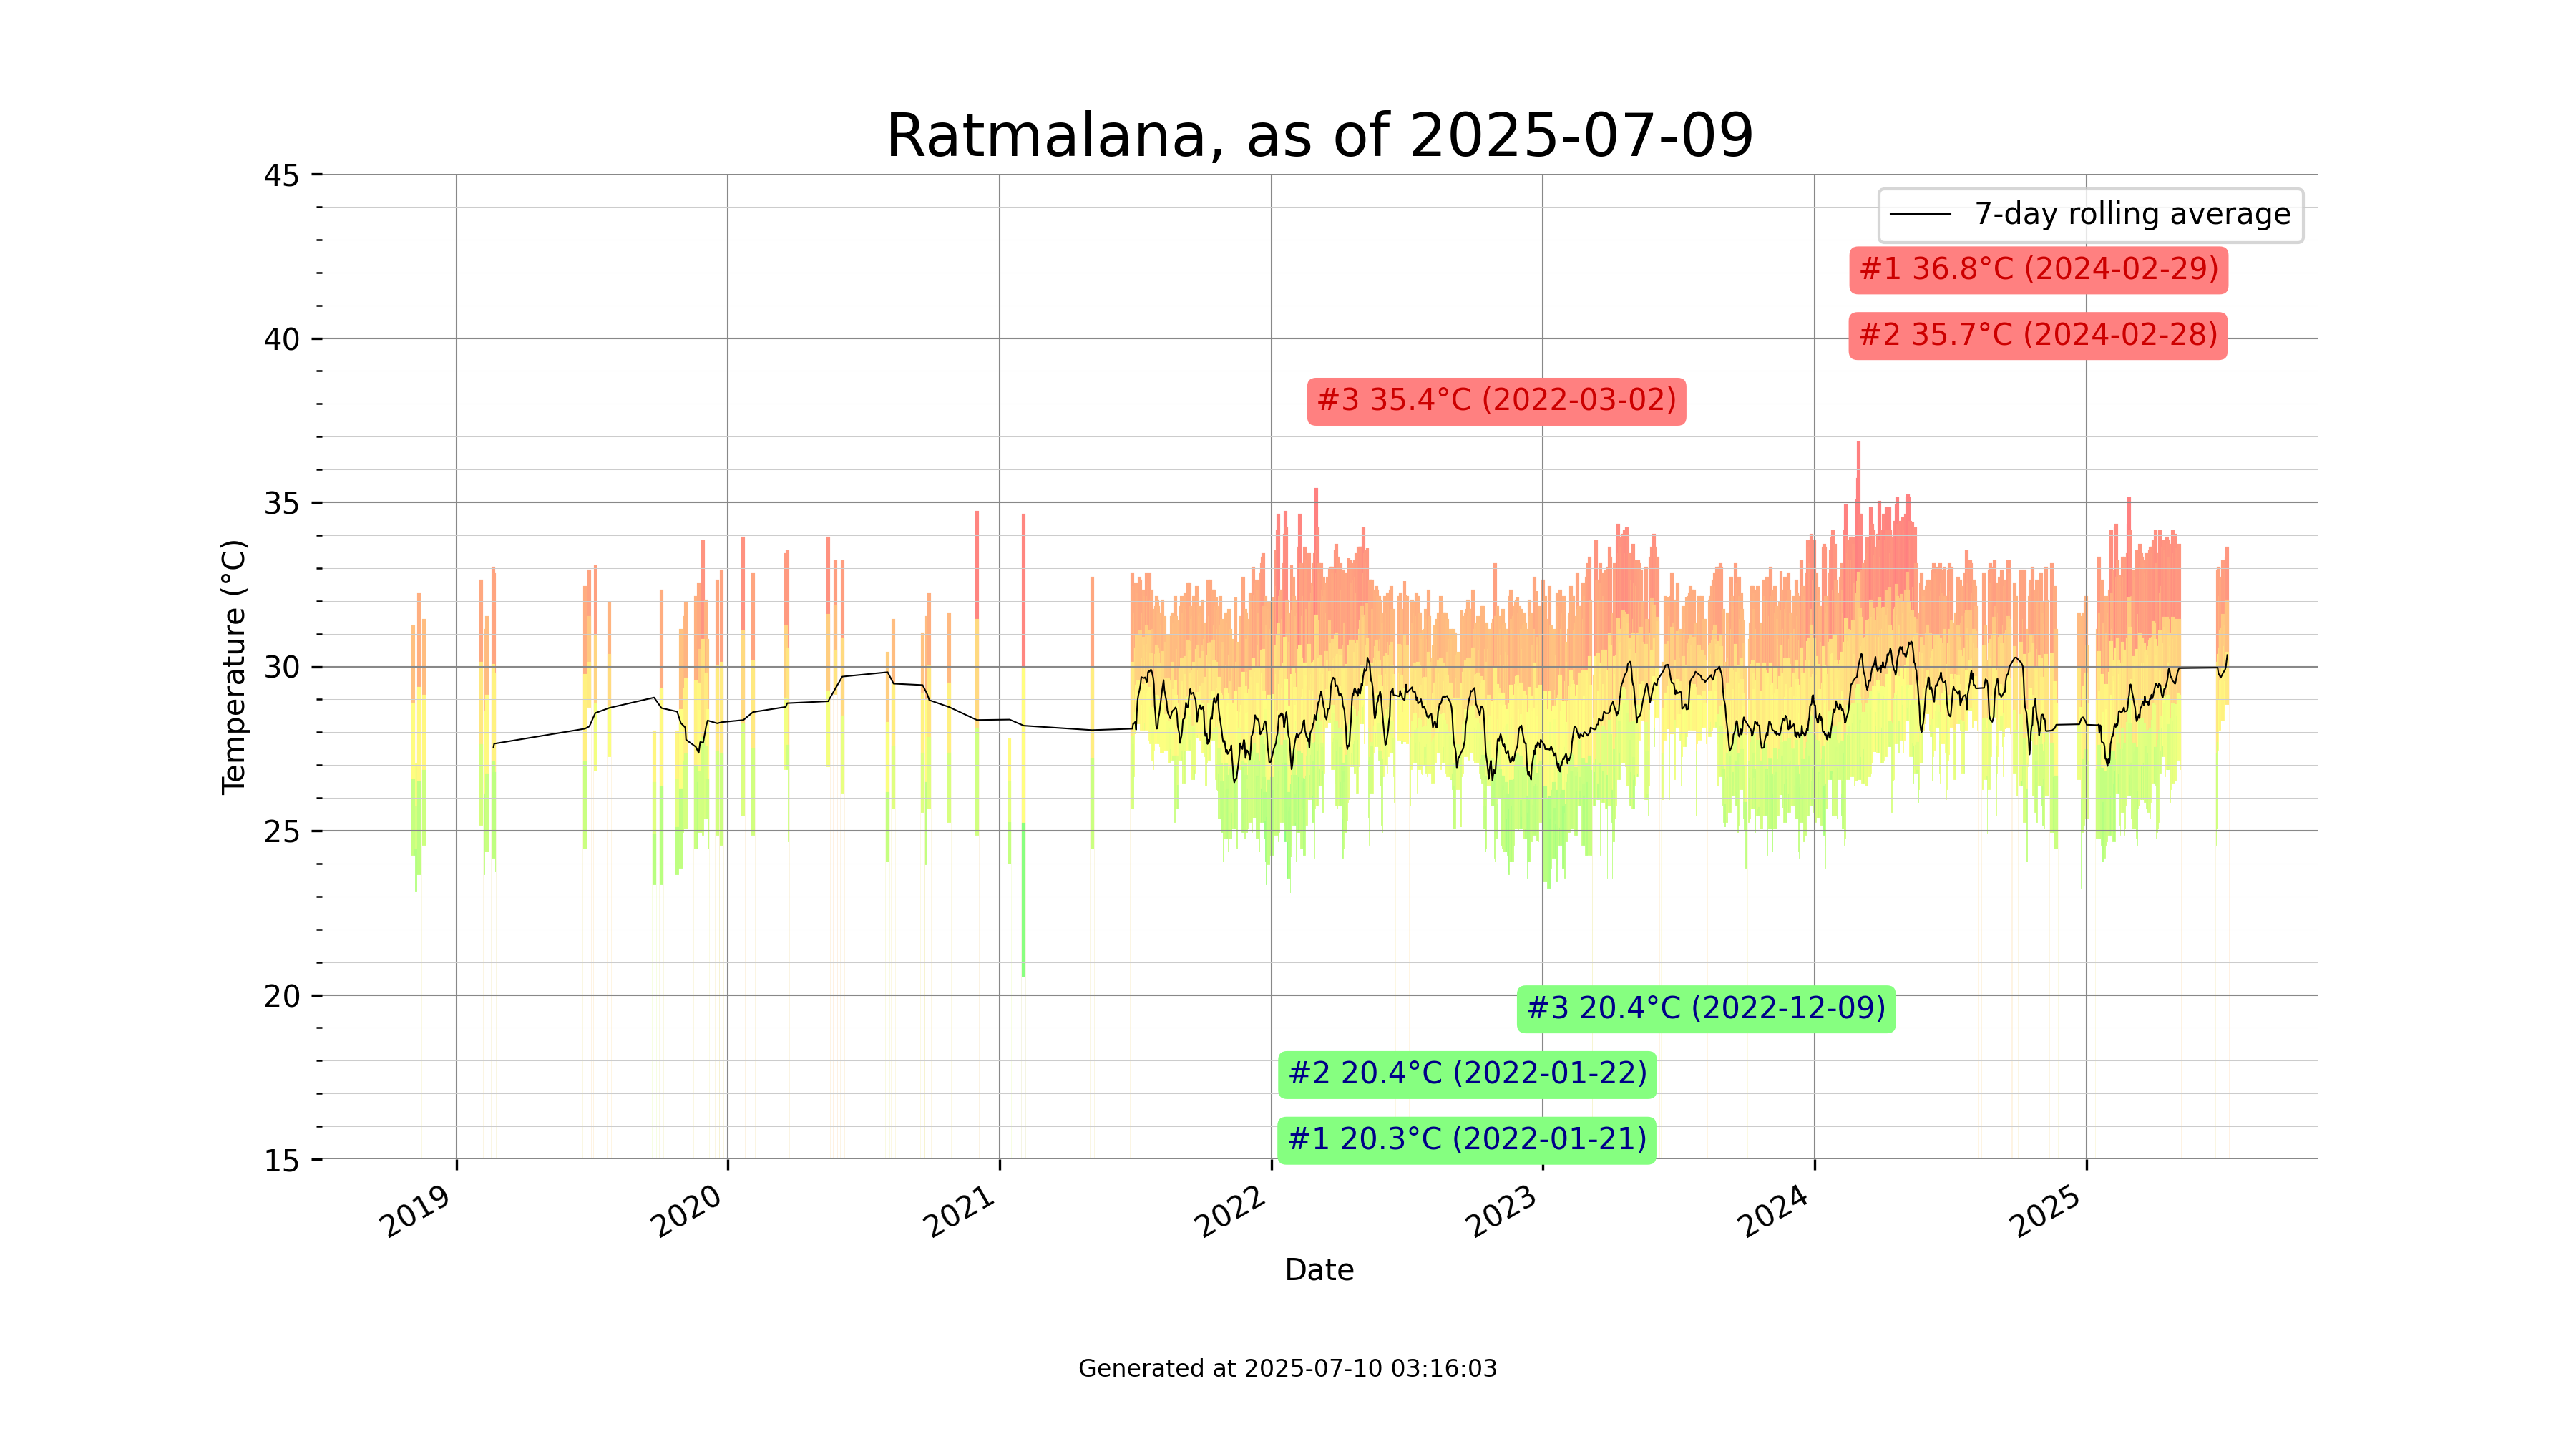 Ratmalana, as of 2025-07-09
7-day rolling average
#1 36.8°C (2024-02-29)
#2 35.7°C (2024-02-28)
#3 35.4°C (2022-03-02)
#3 20.4°C (2022-12-09)
#2 20.4°C (2022-01-22)
#1 20.3°C (2022-01-21)
Temperature (°C)
45
40
35
30
25
20
15
2019
2020
2021
2022
2023
2024
2025
Date
Generated at 2025-07-10 03:16:03